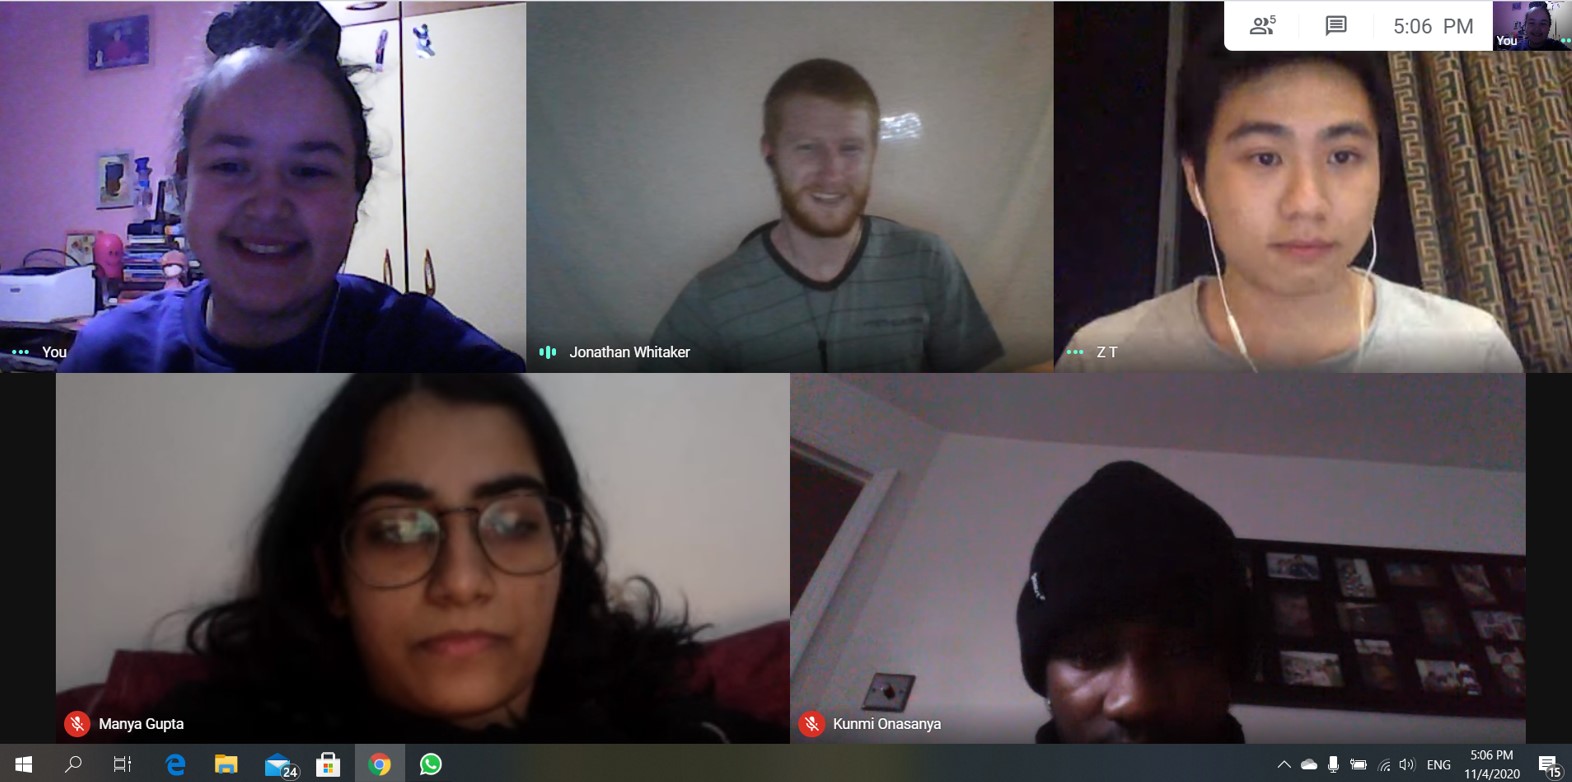 5
5:06 PM
You
You
Jonathan Whitaker
Z T
Manya Gupta
Kunmi Onasanya
24
ENG
5:06 PM
11/4/2020
15